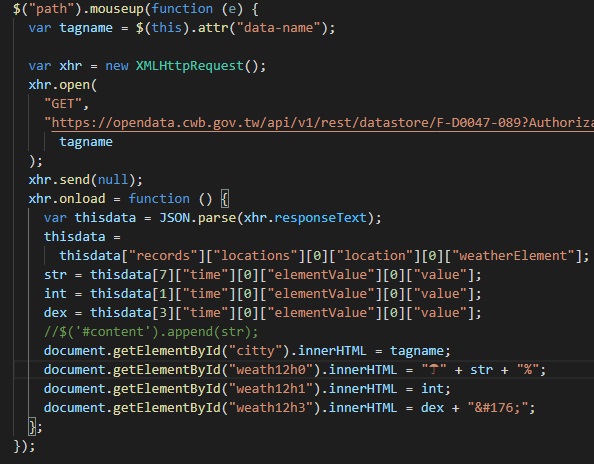 $("path").mouseup(function (e) {
var tagname = $(this).attr("data-name");
var xhr = new XMLHttpRequest();
xhr.open(
"GET",
"https://opendata.cwb.gov.tw/api/v1/rest/datastore/F-D0047-089?Authoriza
tagname
);
xhr.send(null);
xhr.onload = function () {
var thisdata = JSON.parse(xhr.responseText);
thisdata =
thisdata["records"]["locations"][0]["location"][0]["weatherElement"];
str = thisdata[7]["time"][0]["elementValue"][0]["value"];
int = thisdata[1]["time"][0]["elementValue"][0]["value"];
dex = thisdata[3]["time"][0]["elementValue"][0]["value"];
//$('#content').append(str);
document.getElementById("citty").innerHTML = tagname;
document.getElementById("weath12h0").innerHTML = "☂" + str + "%";
document.getElementById("weath12h1").innerHTML = int;
document.getElementById("weath12h3").innerHTML = dex + "&#176;";
};
});